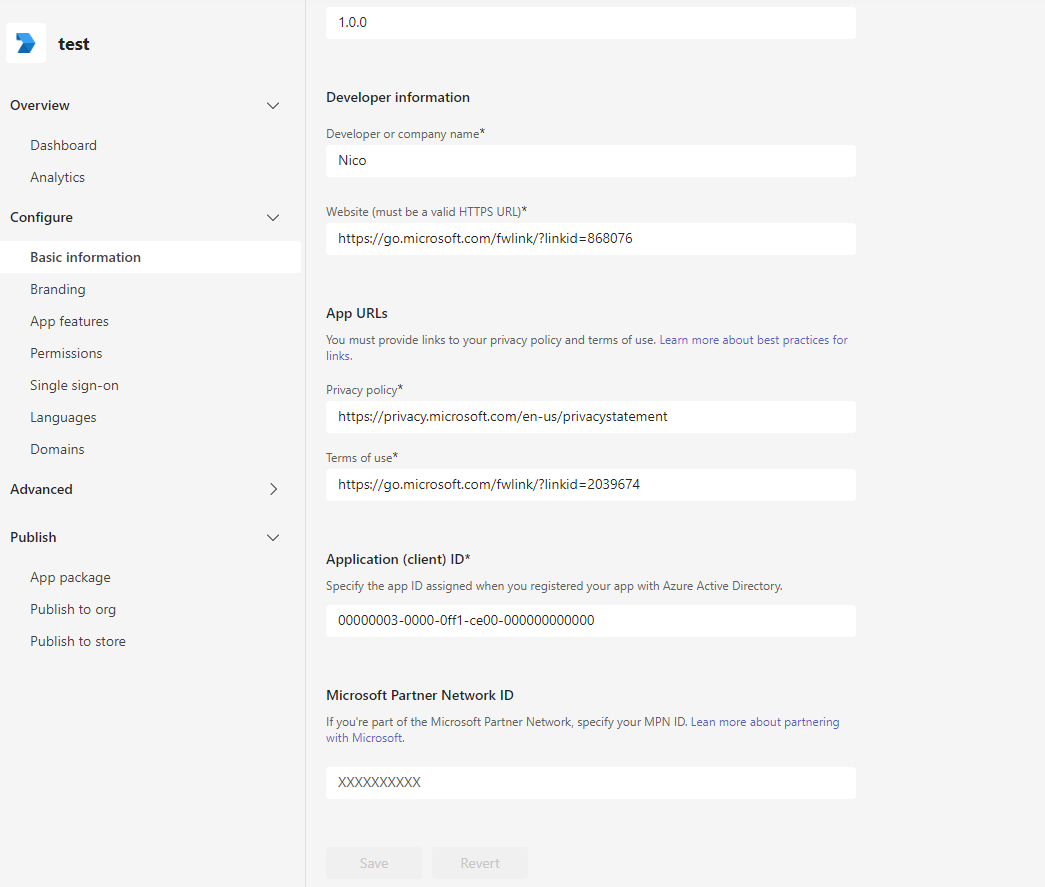 test
Overview
Dashboard
Analytics
Configure
Basic information
Branding
App features
Permissions
Single sign-on
Languages
Domains
Advanced
Publish
App package
Publish to org
Publish to store
1.0.0
Developer information
Developer or company name*
Nico
Website (must be a valid HTTPS URL)*
https://go.microsoft.com/fwlink/?linkid=868076
App URLs
You must provide links to your privacy policy and terms of use. Learn more about best practices for
links.
Privacy policy*
https://privacy.microsoft.com/en-us/privacystatement
Terms of use*
https://go.microsoft.com/fwlink/?linkid=2039674
Application (client) ID*
Specify the app ID assigned when you registered your app with Azure Active Directory.
00000003-0000-0ff1-ce00-000000000000
Microsoft Partner Network ID
If you're part of the Microsoft Partner Network, specify your MPN ID. Lean more about partnering
with Microsoft.
XXXXXXXXXX
Save
Revert